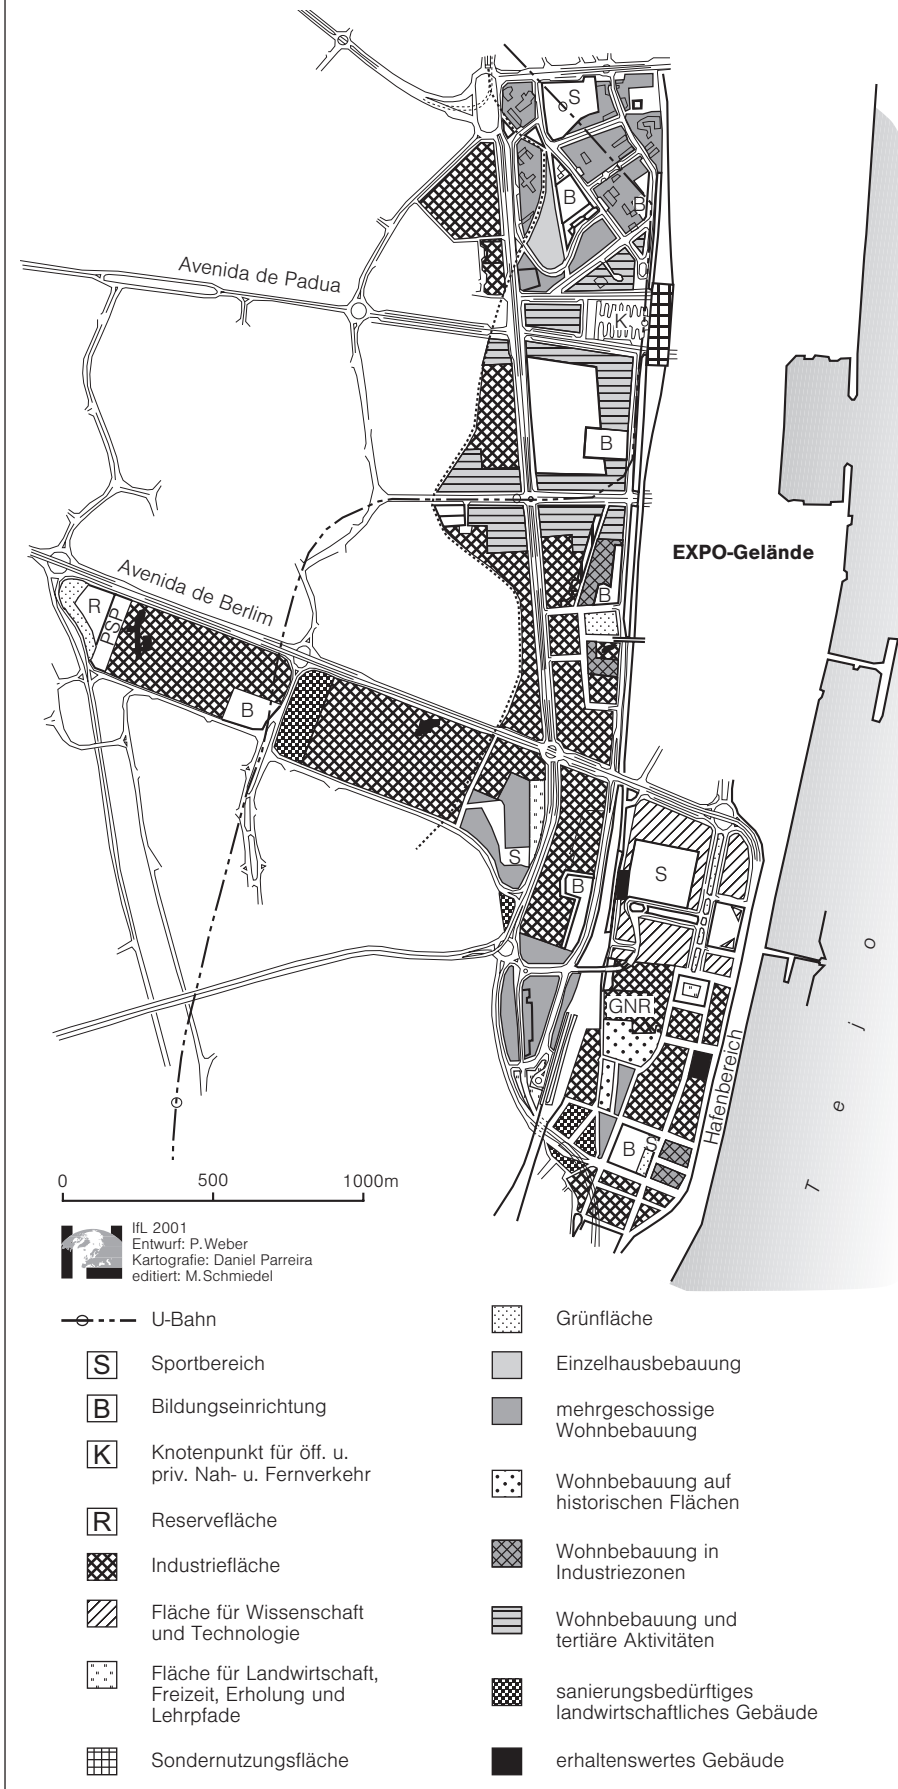 S
B
B
Avenida de Padua
K
B
EXPO-Gelände
Avenida de Berlim
R
PSP
B
B
S
S
B
GNR
Hafenbereich
Tejo
B
S
0 500 1000m
IfL 2001
Entwurf: P. Weber
Kartografie: Daniel Parreira
editiert: M. Schmiedel
U-Bahn
S Sportbereich
B Bildungseinrichtung
K Knotenpunkt für öff. u.
priv. Nah- u. Fernverkehr
R Reservefläche
Industriefläche
Fläche für Wissenschaft
und Technologie
Fläche für Landwirtschaft,
Freizeit, Erholung und
Lehrpfade
Sondernutzungsfläche
Grünfläche
Einzelhausbebauung
mehrgeschossige
Wohnbebauung
Wohnbebauung auf
historischen Flächen
Wohnbebauung in
Industriezonen
Wohnbebauung und
tertiäre Aktivitäten
sanierungsbedürftiges
landwirtschaftliches Gebäude
erhaltenswertes Gebäude